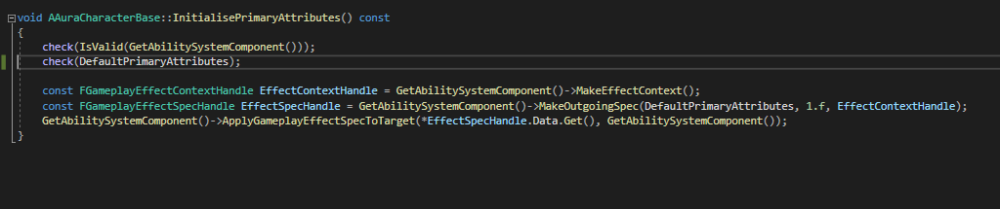 void AAuraCharacterBase::InitialisePrimaryAttributes() const
{
check(IsValid(GetAbilitySystemComponent()));
check(DefaultPrimaryAttributes);
const FGameplayEffectContextHandle EffectContextHandle = GetAbilitySystemComponent()->MakeEffectContext();
const FGameplayEffectSpecHandle EffectSpecHandle = GetAbilitySystemComponent()->MakeOutgoingSpec(DefaultPrimaryAttributes, 1.f, EffectContextHandle);
GetAbilitySystemComponent()->ApplyGameplayEffectSpecToTarget(*EffectSpecHandle.Data.Get(), GetAbilitySystemComponent());
}